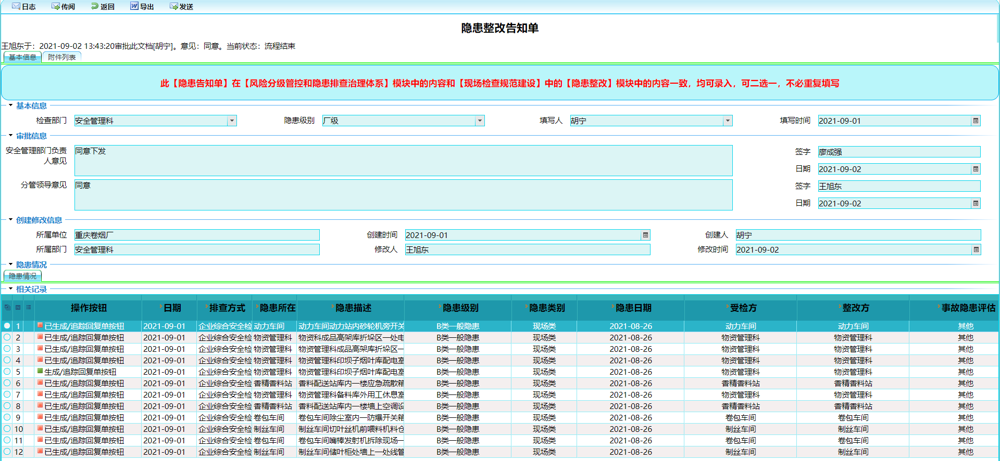 日志 传阅 返回 导出 发送
隐患整改告知单
王旭东于：2021-09-02 13:43:20审批此文档[胡宁]。意见：同意。当前状态：流程结束
基本信息 附件列表
此【隐患告知单】在【风险分级管控和隐患排查治理体系】模块中的内容和【现场检查规范建设】中的【隐患整改】模块中的内容一致，均可录入，可二选一，不必重复填写
基本信息
检查部门 安全管理科 隐患级别 厂级 填写人 胡宁 填写时间 2021-09-01
审批信息
安全管理部门负责人意见 同意下发 签字 廖成强
日期 2021-09-02
分管领导意见 同意 签字 王旭东
日期 2021-09-02
创建修改信息
所属单位 重庆卷烟厂 创建时间 2021-09-01 创建人 胡宁
所属部门 安全管理科 修改人 王旭东 修改时间 2021-09-02
隐患情况
隐患情况
相关记录
操作按钮 日期 排查方式 隐患所在 隐患描述 隐患级别 隐患类别 隐患日期 受检方 整改方 事故隐患评估
1 已生成/追踪回复单按钮 2021-09-01 企业综合安全检 动力车间 动力车间动力站内砂轮机旁开关 B类一般隐患 现场类 2021-08-26 动力车间 动力车间 其他
2 已生成/追踪回复单按钮 2021-09-01 企业综合安全检 物资管理科 物资科成品高架库折垛区一处电 B类一般隐患 现场类 2021-08-26 物资管理科 物资管理科 其他
3 已生成/追踪回复单按钮 2021-09-01 企业综合安全检 物资管理科 物资管理科成品高架库折垛区一 B类一般隐患 现场类 2021-08-26 物资管理科 物资管理科 其他
4 已生成/追踪回复单按钮 2021-09-01 企业综合安全检 物资管理科 物资管理科印坝子烟叶库配电室 B类一般隐患 现场类 2021-08-26 物资管理科 物资管理科 其他
5 生成/追踪回复单按钮 2021-09-01 企业综合安全检 物资管理科 物资管理科印坝子烟叶库配电室 B类一般隐患 现场类 2021-08-26 物资管理科 物资管理科 其他
6 已生成/追踪回复单按钮 2021-09-01 企业综合安全检 香精香料站 香料配送站库内一楼应急疏散箱 B类一般隐患 现场类 2021-08-26 香精香料站 香精香料站 其他
7 已生成/追踪回复单按钮 2021-09-01 企业综合安全检 物资管理科 物资管理科备料库外用工休息室 B类一般隐患 现场类 2021-08-26 物资管理科 物资管理科 其他
8 已生成/追踪回复单按钮 2021-09-01 企业综合安全检 香精香料站 香料配送站库内一楼墙上空调设 B类一般隐患 现场类 2021-08-26 香精香料站 香精香料站 其他
9 已生成/追踪回复单按钮 2021-09-01 企业综合安全检 卷包车间 卷包车间除尘室内一防爆开关箱 B类一般隐患 现场类 2021-08-26 卷包车间 卷包车间 其他
10 已生成/追踪回复单按钮 2021-09-01 企业综合安全检 制丝车间 制丝车间切叶丝机前喂料机料仓 B类一般隐患 现场类 2021-08-26 制丝车间 制丝车间 其他
11 已生成/追踪回复单按钮 2021-09-01 企业综合安全检 卷包车间 卷包车间嘴棒发射机拆除现场一 B类一般隐患 现场类 2021-08-26 卷包车间 卷包车间 其他
12 已生成/追踪回复单按钮 2021-09-01 企业综合安全检 制丝车间 制丝车间储叶柜处墙上一处线管 B类一般隐患 现场类 2021-08-26 制丝车间 制丝车间 其他